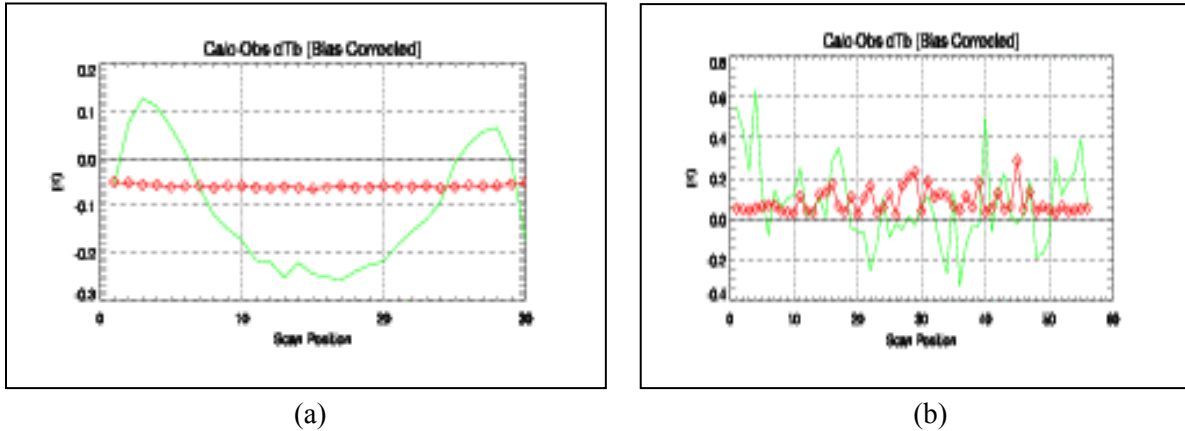 Calc-Obs dTb [Bias Corrected]
0.2
0.1
0.0
-0.1
-0.2
-0.3
[K]
0 10 20 30
Scan Position
(a)
Calc-Obs dTb [Bias Corrected]
0.8
0.6
0.4
0.2
0.0
-0.2
-0.4
[K]
0 10 20 30 40 50 60
Scan Position
(b)